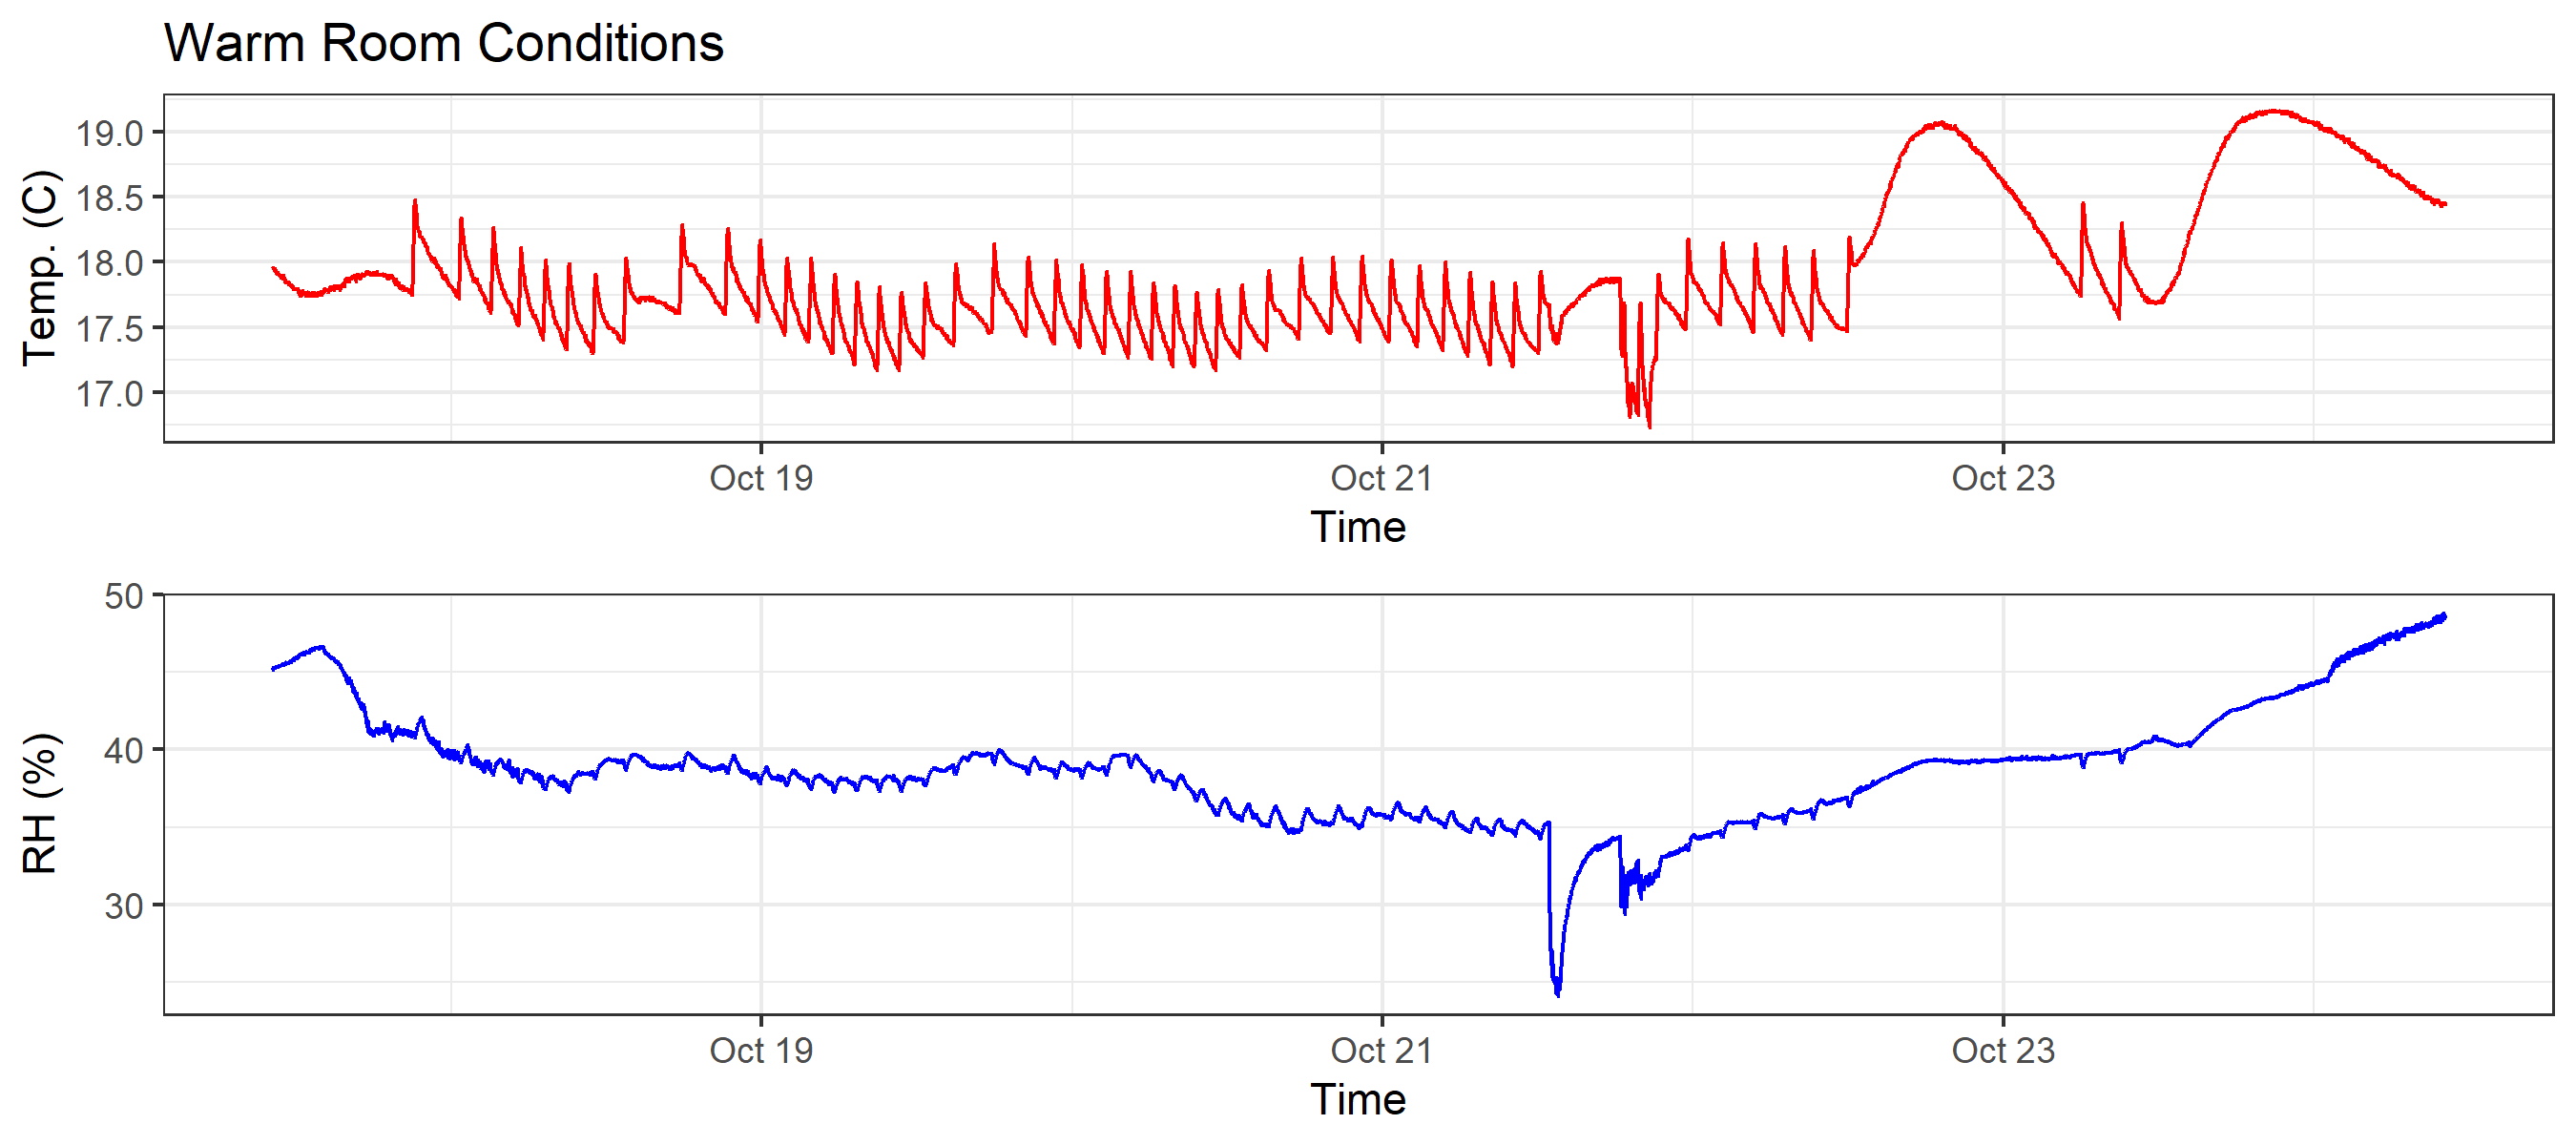 Warm Room Conditions
Temp. (C)
19.0
18.5
18.0
17.5
17.0
Oct 19 Oct 21 Oct 23
Time
RH (%)
50
40
30
Oct 19 Oct 21 Oct 23
Time